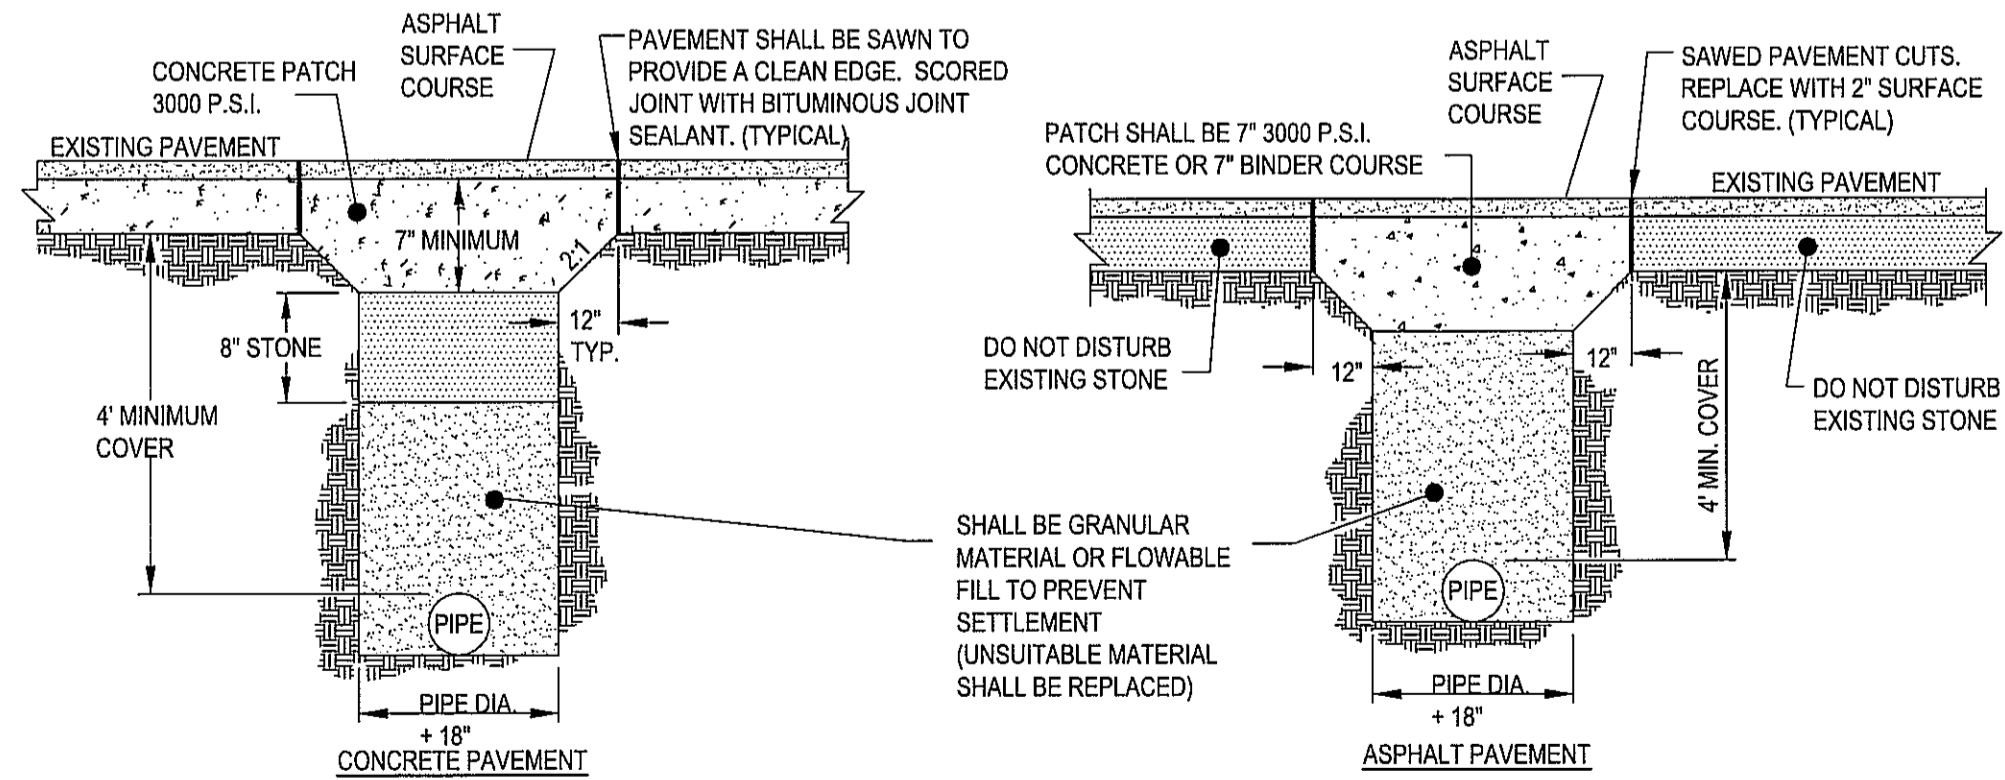 ASPHALT
SURFACE
COURSE
CONCRETE PATCH
3000 P.S.I.
PAVEMENT SHALL BE SAWN TO
PROVIDE A CLEAN EDGE. SCORED
JOINT WITH BITUMINOUS JOINT
SEALANT. (TYPICAL)
EXISTING PAVEMENT
7" MINIMUM
2:1
12"
TYP.
8" STONE
4' MINIMUM
COVER
PIPE
PIPE DIA.
+ 18"
CONCRETE PAVEMENT
SHALL BE GRANULAR
MATERIAL OR FLOWABLE
FILL TO PREVENT
SETTLEMENT
(UNSUITABLE MATERIAL
SHALL BE REPLACED)
ASPHALT
SURFACE
COURSE
SAWED PAVEMENT CUTS.
REPLACE WITH 2" SURFACE
COURSE. (TYPICAL)
PATCH SHALL BE 7" 3000 P.S.I.
CONCRETE OR 7" BINDER COURSE
EXISTING PAVEMENT
DO NOT DISTURB
EXISTING STONE
12"
12"
DO NOT DISTURB
EXISTING STONE
4' MIN. COVER
PIPE
PIPE DIA.
+ 18"
ASPHALT PAVEMENT